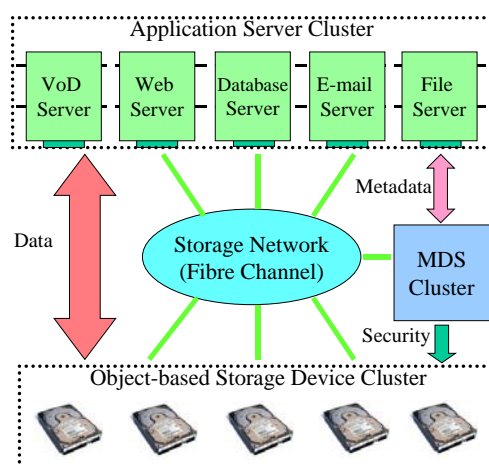 Application Server Cluster
VoD
Server
Web
Server
Database
Server
E-mail
Server
File
Server
Metadata
Data
Storage Network
(Fibre Channel)
MDS
Cluster
Security
Object-based Storage Device Cluster